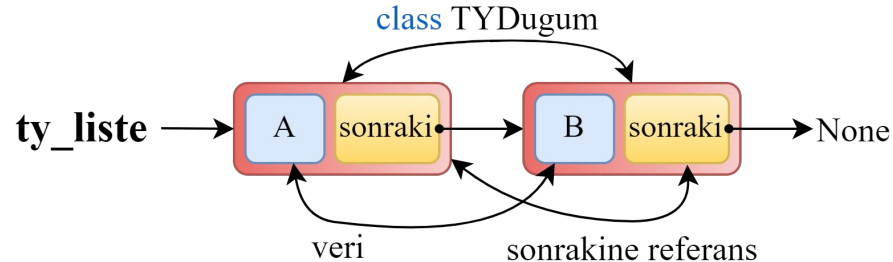 class TYDugum
ty_liste
A
sonraki
B
sonraki
None
veri
sonrakine referans